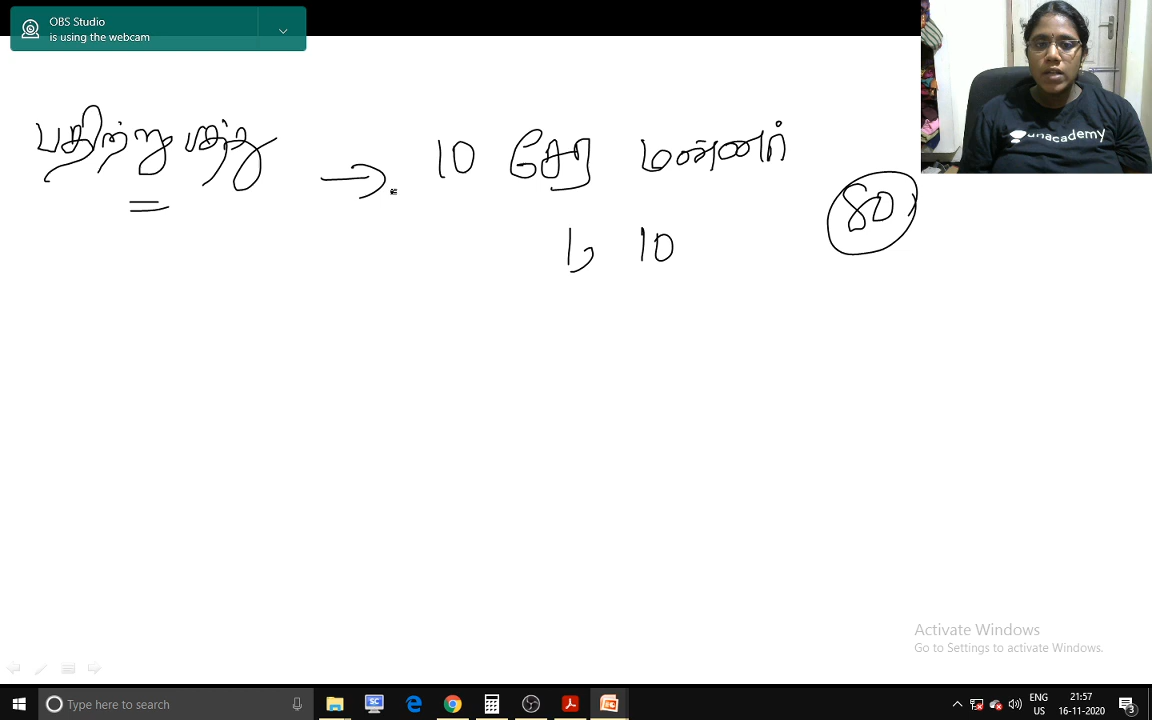 OBS Studio
is using the webcam
unacademy
பதிற்றுபத்து → 10 சேர மன்னர்
80
1, 10
Activate Windows
Go to Settings to activate Windows.
Type here to search
ENG 21:57
US 16-11-2020 3